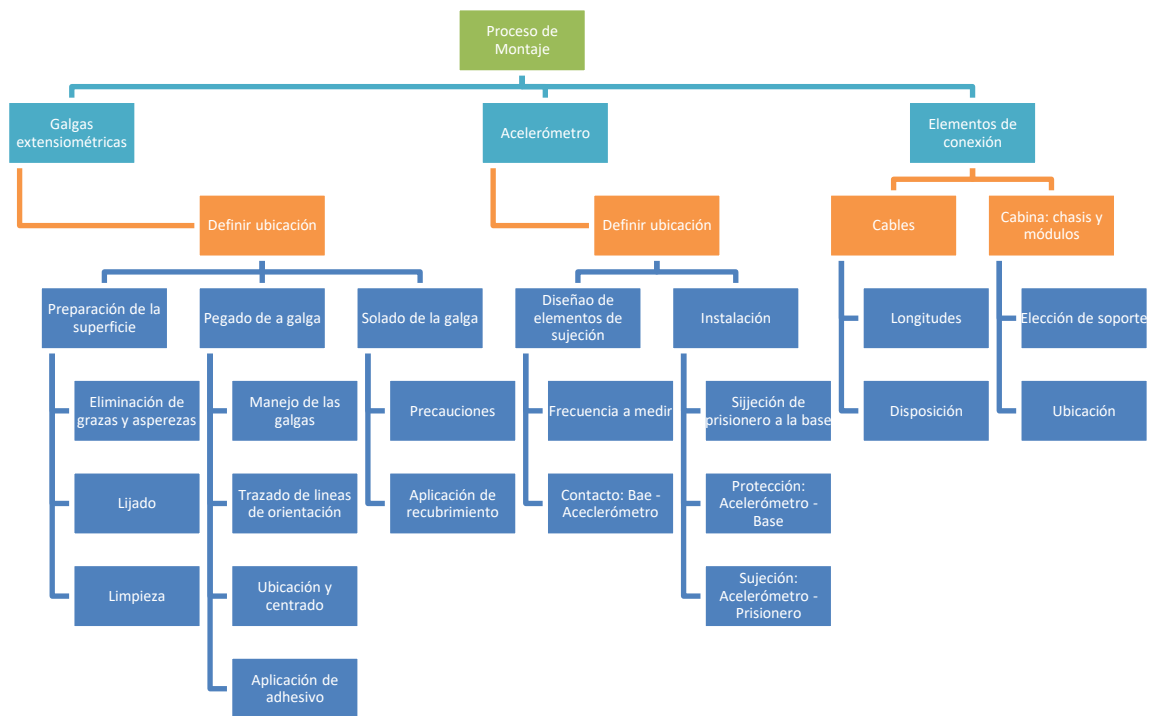 Proceso de
Montaje
Galgas
extensiométricas
Acelerómetro
Elementos de
conexión
Definir ubicación
Definir ubicación
Cables
Cabina: chasis y
módulos
Preparación de la
superficie
Pegado de a galga
Solado de la galga
Diseñao de
elementos de
sujeción
Instalación
Longitudes
Elección de soporte
Eliminación de
grazas y asperezas
Manejo de las
galgas
Precauciones
Frecuencia a medir
Sijjeción de
prisionero a la base
Disposición
Ubicación
Lijado
Trazado de lineas
de orientación
Aplicación de
recubrimiento
Contacto: Bae -
Aceclerómetro
Protección:
Acelerómetro -
Base
Limpieza
Ubicación y
centrado
Sujeción:
Acelerómetro -
Prisionero
Aplicación de
adhesivo